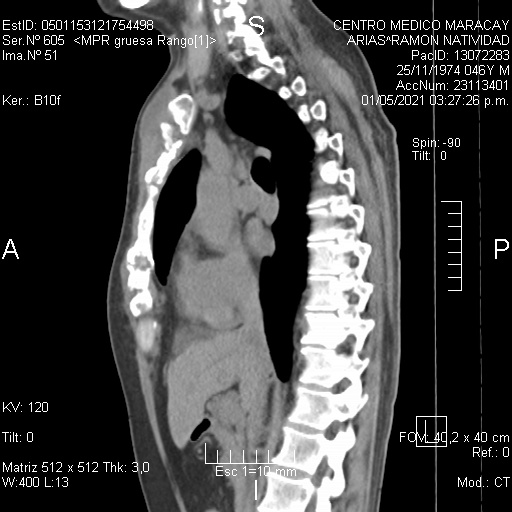 EstID: 0501153121754498
Ser.Nº 605 <MPR gruesa Rango[1]>
Ima.Nº 51
Ker.: B10f
S
CENTRO MEDICO MARACAY
ARIAS^RAMON NATIVIDAD
PacID: 13072283
25/11/1974 046Y M
AccNum: 23113401
01/05/2021 03:27:26 p.m.
Spin: -90
Tilt: 0
A
P
KV: 120
Tilt: 0
Matriz 512 x 512 Thk: 3,0
W:400 L:13
Esc 1=10 mm
I
FOV: 40,2 x 40 cm
Ref.: 0
Mod.: CT